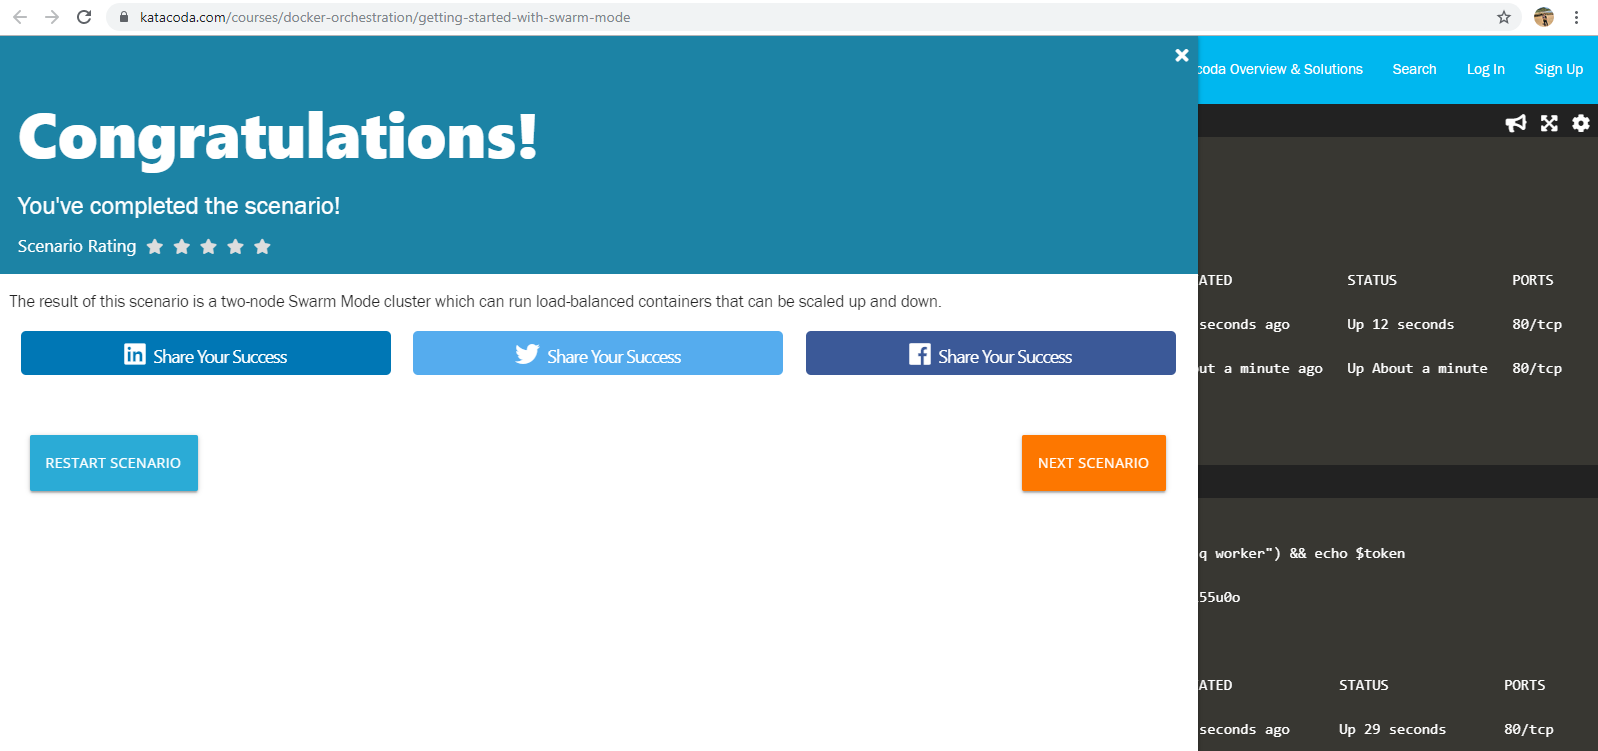 katacoda.com/courses/docker-orchestration/getting-started-with-swarm-mode
coda Overview & Solutions Search Log In Sign Up
Congratulations!
You've completed the scenario!
Scenario Rating
The result of this scenario is a two-node Swarm Mode cluster which can run load-balanced containers that can be scaled up and down.
in Share Your Success
Share Your Success
f Share Your Success
RESTART SCENARIO
NEXT SCENARIO
ATED STATUS PORTS
seconds ago Up 12 seconds 80/tcp
ut a minute ago Up About a minute 80/tcp
q worker") && echo $token
55u0o
ATED STATUS PORTS
seconds ago Up 29 seconds 80/tcp